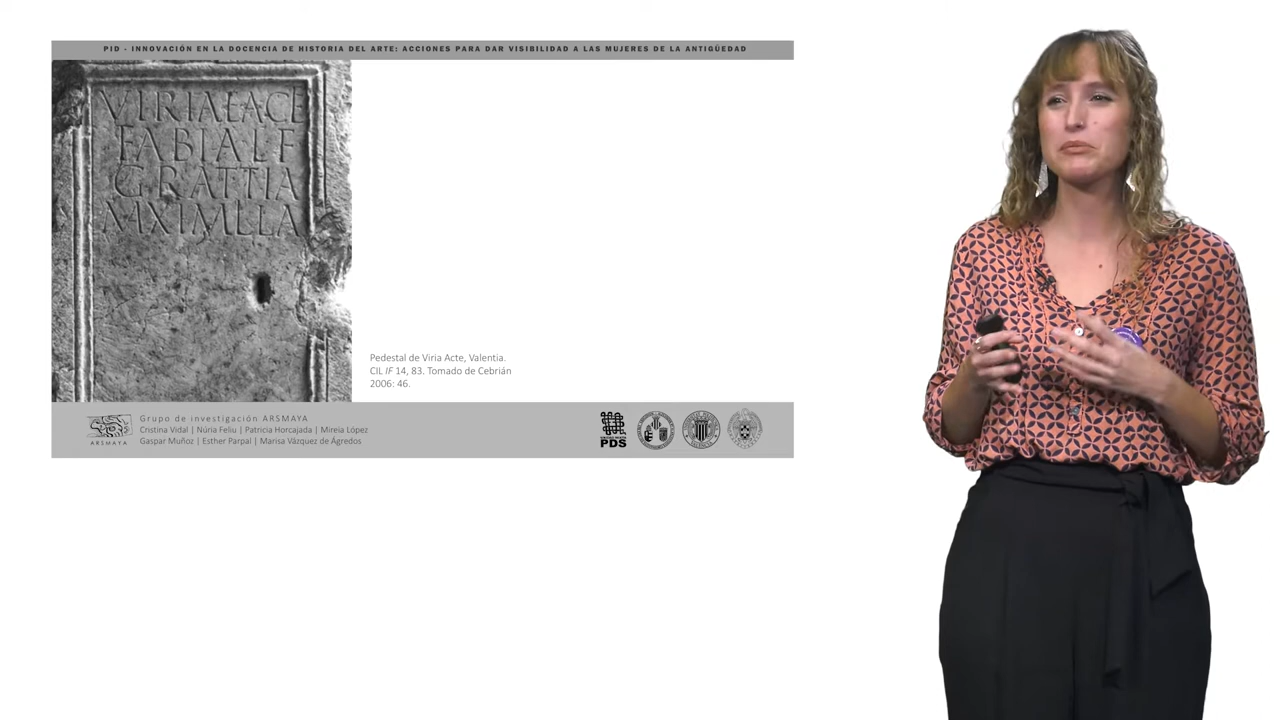 PID - INNOVACIÓN EN LA DOCENCIA DE HISTORIA DEL ARTE: ACCIONES PARA DAR VISIBILIDAD A LAS MUJERES DE LA ANTIGÜEDAD
VIRIAE ACE
FABIA L F
GRATTIA
MXIMLLA
Pedestal de Viria Acte, Valentia.
CIL IF 14, 83. Tomado de Cebrián
2006: 46.
ARSMAYA
Grupo de investigación ARSMAYA
Cristina Vidal | Núria Feliu | Patricia Horcajada | Mireia López
Gaspar Muñoz | Esther Parpal | Marisa Vázquez de Ágredos
PDS